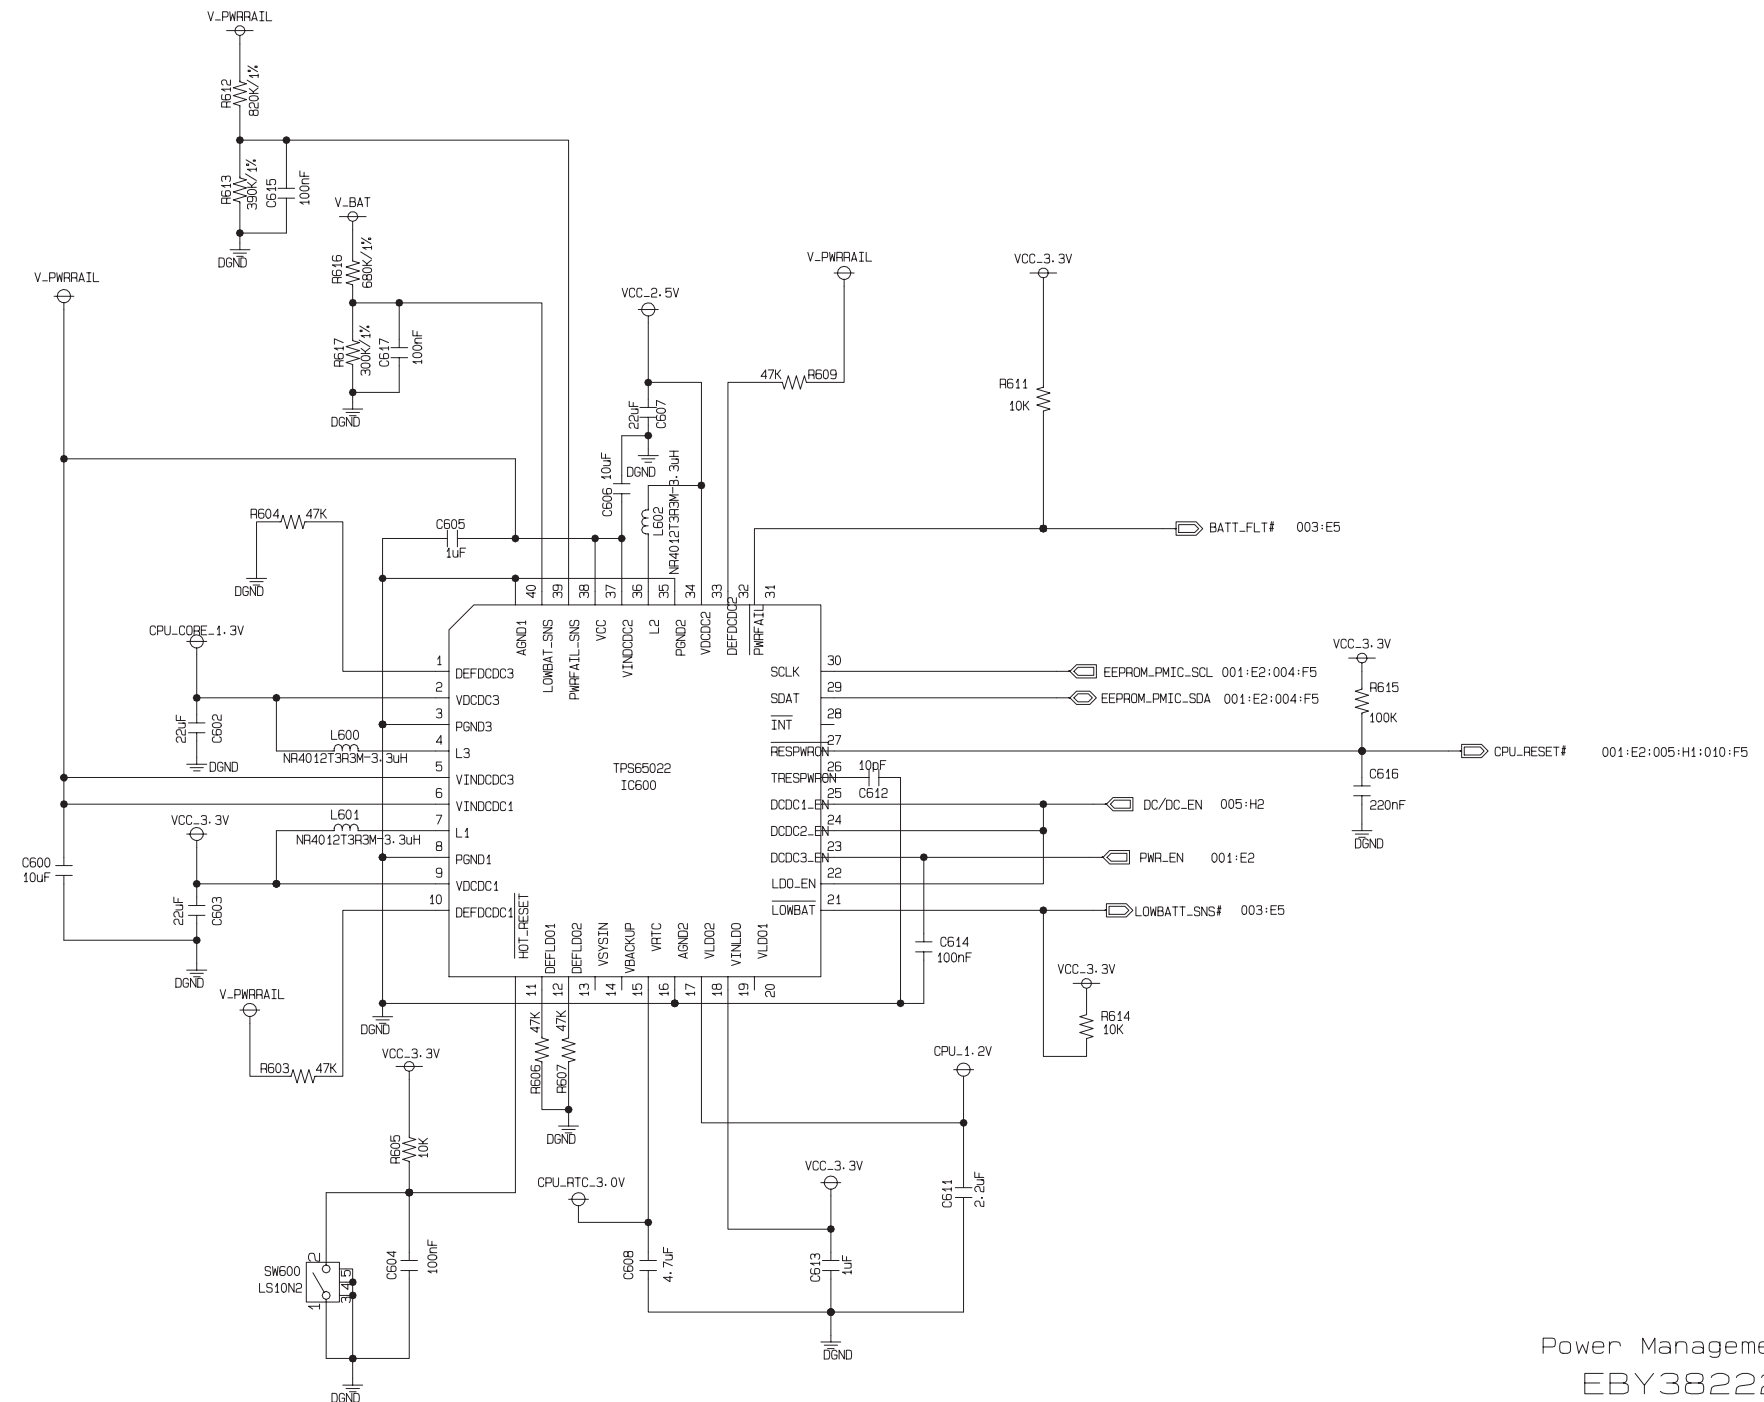 V_PWRRAIL
R612
820K/1%
R613
390K/1%
C615
100nF
DGND
V_BAT
R616
680K/1%
R617
300K/1%
C617
100nF
DGND
V_PWRRAIL
VCC_2.5V
22uF
C607
DGND
C606 10uF
L602
NR4012T3R3M-3.3uH
V_PWRRAIL
47K R609
VCC_3.3V
R611
10K
BATT_FLT# 003:E5
R604 47K
DGND
C605
1uF
CPU_CORE_1.3V
22uF
C602
DGND
L600
NR4012T3R3M-3.3uH
L601
NR4012T3R3M-3.3uH
VCC_3.3V
22uF
C603
DGND
C600
10uF
V_PWRRAIL
R603 47K
40 39 38 37 36 35 34 33 32 31
AGND1
LOWBAT_SNS
PWRFAIL_SNS
VCC
VINDCDC2
L2
PGND2
VDCDC2
DEFDCDC2
PWRFAIL
1 DEFDCDC3
2 VDCDC3
3 PGND3
4 L3
5 VINDCDC3
6 VINDCDC1
7 L1
8 PGND1
9 VDCDC1
10 DEFDCDC1
TPS65022
IC600
SCLK 30
SDAT 29
INT 28
RESPWRON 27
TRESPWRON 26
DCDC1_EN 25
DCDC2_EN 24
DCDC3_EN 23
LDO_EN 22
LOWBAT 21
HOT_RESET
DEFLDO1
DEFLDO2
VSYSIN
VBACKUP
VRTC
AGND2
VLDO2
VINLDO
VLDO1
11 12 13 14 15 16 17 18 19 20
EEPROM_PMIC_SCL 001:E2:004:F5
EEPROM_PMIC_SDA 001:E2:004:F5
VCC_3.3V
R615
100K
CPU_RESET# 001:E2:005:H1:010:F5
C616
220nF
DGND
10pF
C612
DC/DC_EN 005:H2
PWR_EN 001:E2
LOWBATT_SNS# 003:E5
C614
100nF
VCC_3.3V
R614
10K
DGND
VCC_3.3V
R605
10K
47K
R606
47K
R607
DGND
CPU_RTC_3.0V
C608
4.7uF
VCC_3.3V
C613
1uF
CPU_1.2V
C611
2.2uF
DGND
SW600
LS10N2
1 2 3 4 5
C604
100nF
DGND
Power Manageme
EBY38222